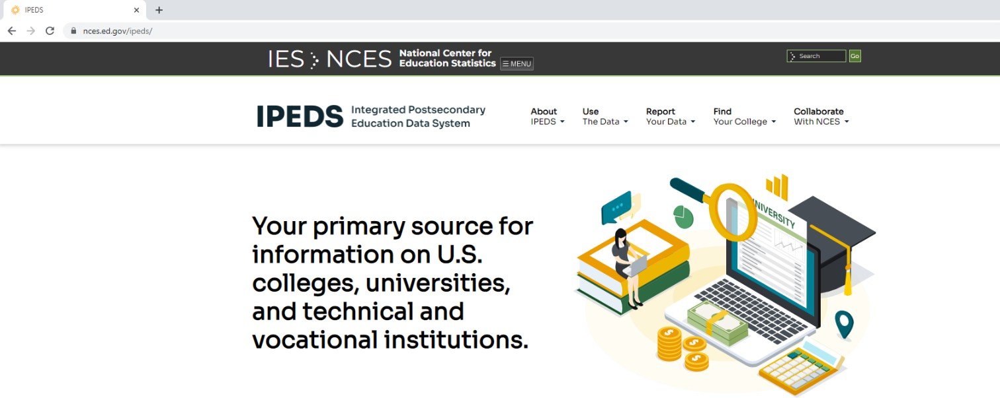 IPEDS
nces.ed.gov/ipeds/
IES NCES National Center for
Education Statistics
☰ MENU
Search
Go
IPEDS
Integrated Postsecondary
Education Data System
About
IPEDS
Use
The Data
Report
Your Data
Find
Your College
Collaborate
With NCES
Your primary source for
information on U.S.
colleges, universities,
and technical and
vocational institutions.
UNIVERSITY
$
$
$